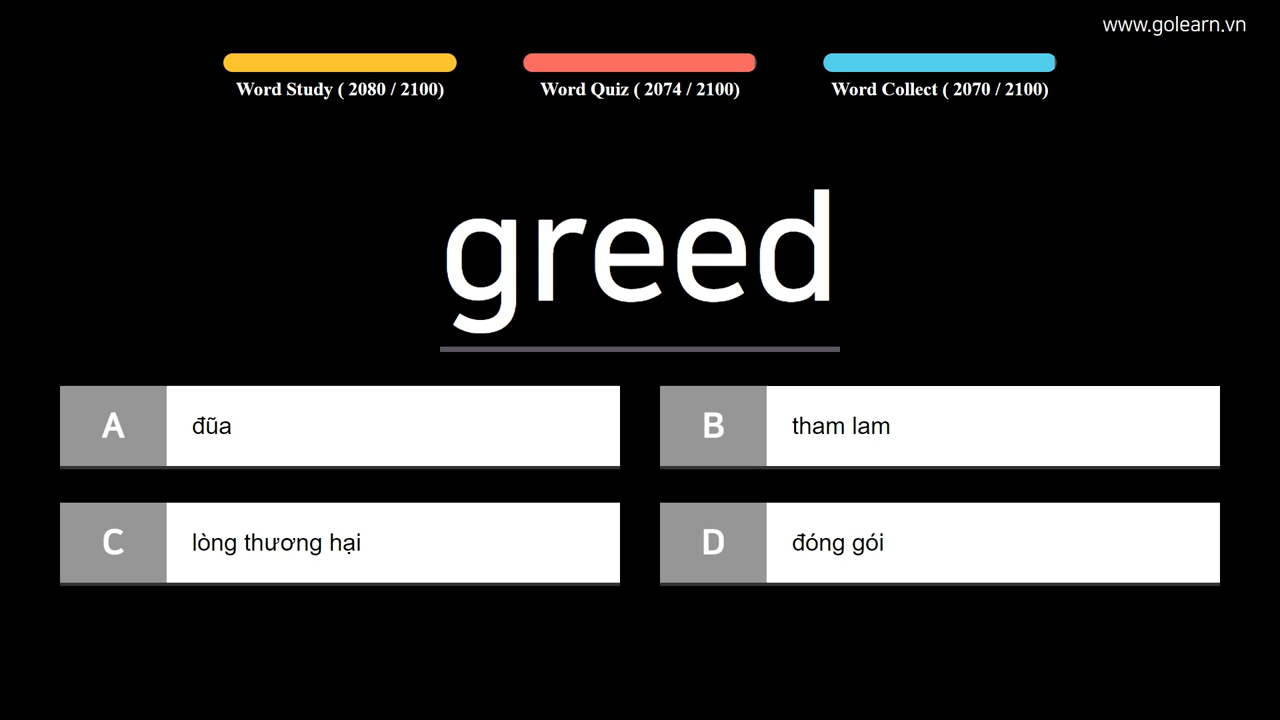 www.golearn.vn
Word Study ( 2080 / 2100)
Word Quiz ( 2074 / 2100)
Word Collect ( 2070 / 2100)
greed
A đũa
B tham lam
C lòng thương hại
D đóng gói